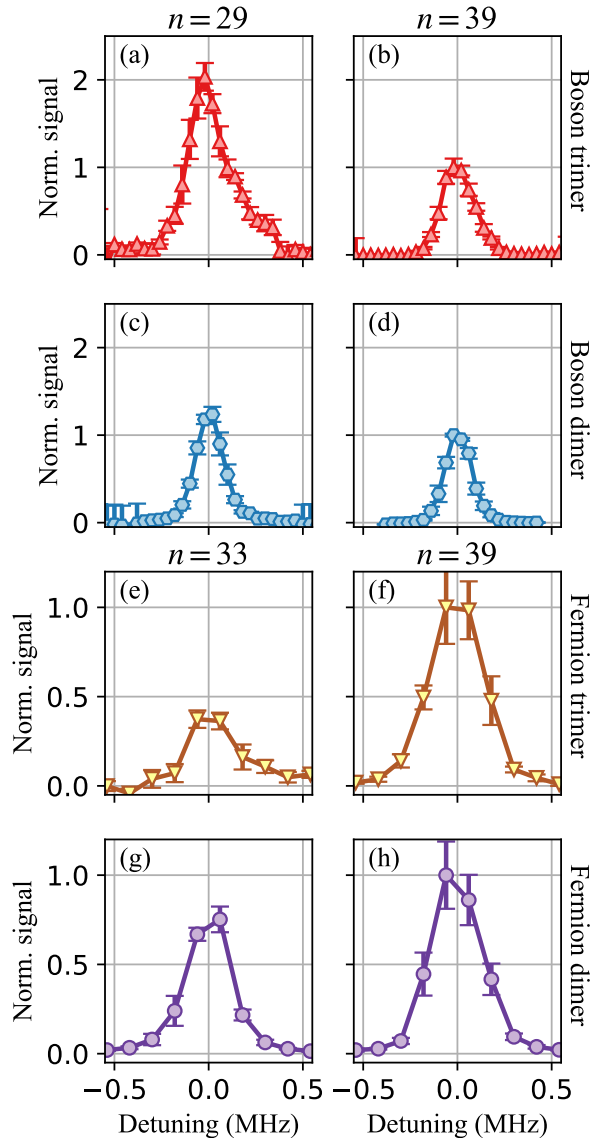 n = 29 n = 39
(a) (b)
2
1
0
Norm. signal
Boson trimer
(c) (d)
2
1
0
Norm. signal
Boson dimer
n = 33 n = 39
(e) (f)
1.0
0.5
0.0
Norm. signal
Fermion trimer
(g) (h)
1.0
0.5
0.0
Norm. signal
Fermion dimer
−0.5 0.0 0.5 −0.5 0.0 0.5
Detuning (MHz) Detuning (MHz)